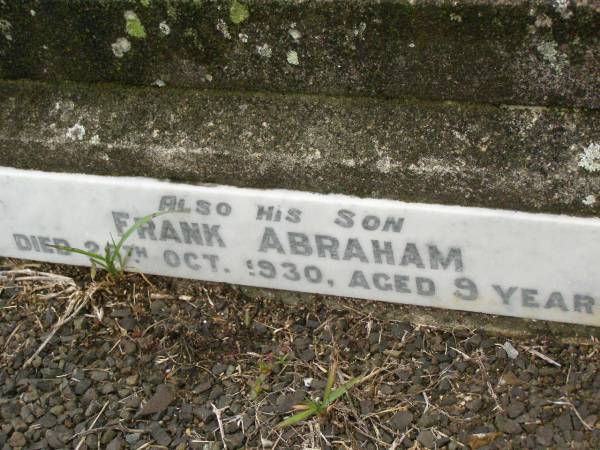 ALSO HIS SON
FRANK ABRAHAM
DIED OCT. 1930, AGED 9 YEAR